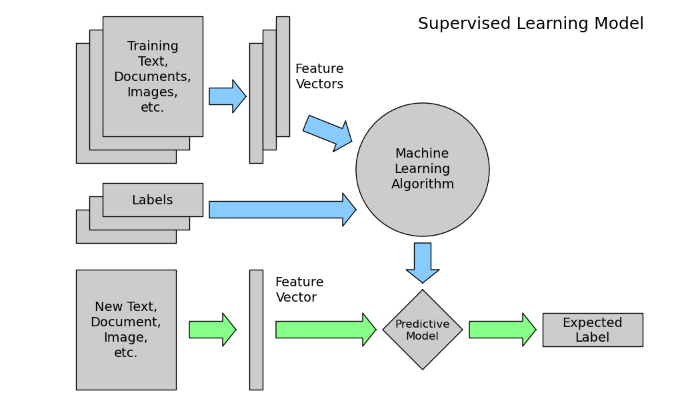 Supervised Learning Model
Training
Text,
Documents,
Images,
etc.
Feature
Vectors
Machine
Learning
Algorithm
Labels
New Text,
Document,
Image,
etc.
Feature
Vector
Predictive
Model
Expected
Label